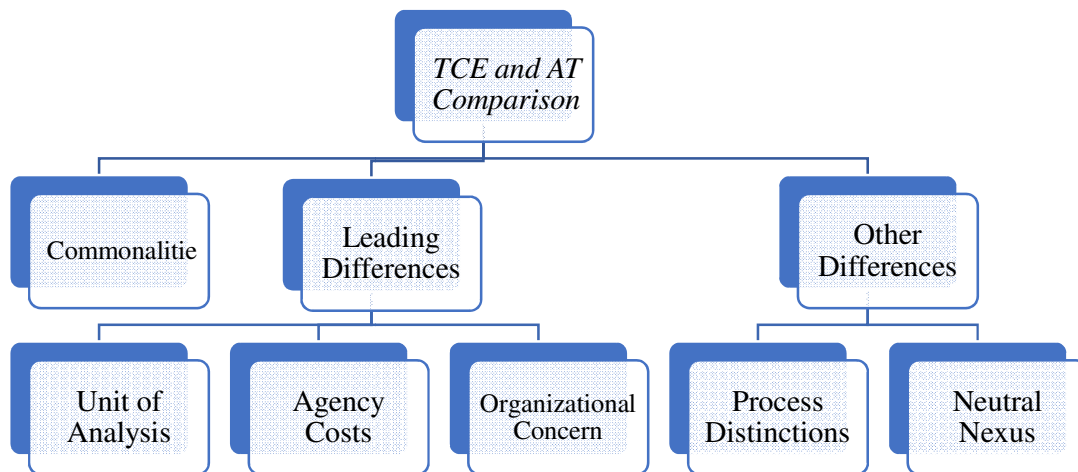 TCE and AT
Comparison
Commonalitie
Leading
Differences
Other
Differences
Unit of
Analysis
Agency
Costs
Organizational
Concern
Process
Distinctions
Neutral
Nexus